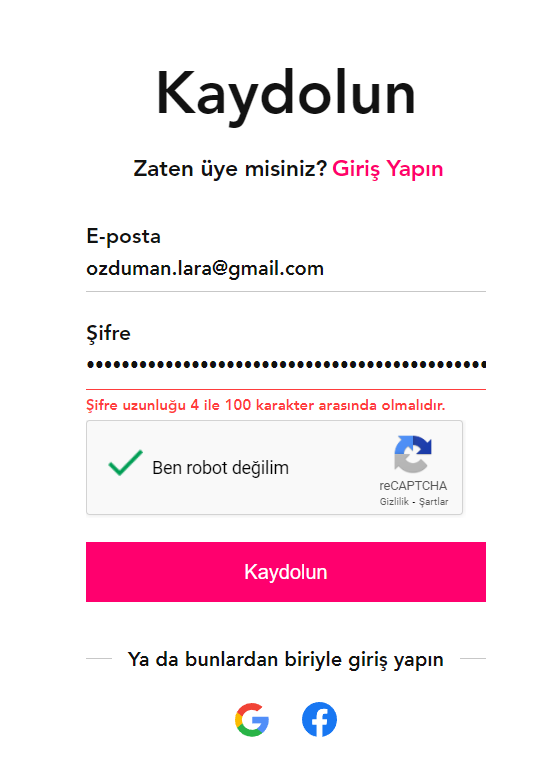 Kaydolun
Zaten üye misiniz? Giriş Yapın
E-posta
ozduman.lara@gmail.com
Şifre
Şifre uzunluğu 4 ile 100 karakter arasında olmalıdır.
Ben robot değilim
reCAPTCHA
Gizlilik - Şartlar
Kaydolun
Ya da bunlardan biriyle giriş yapın